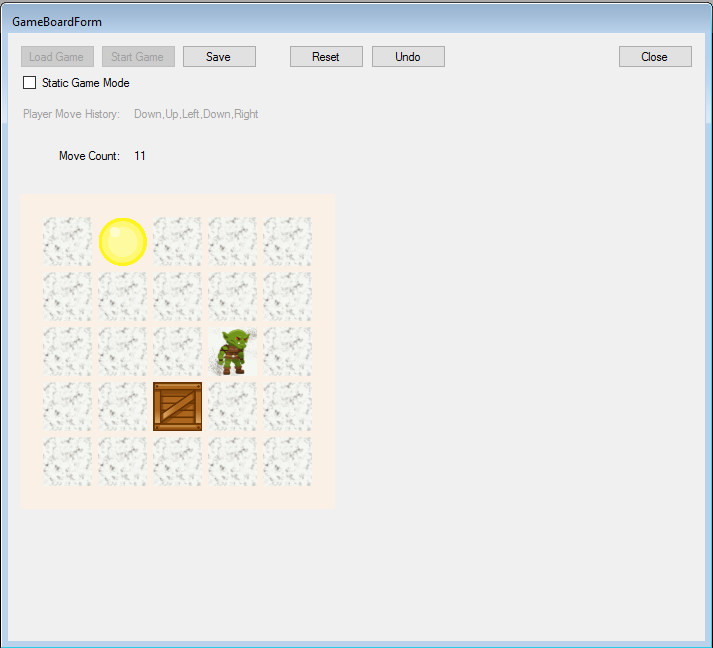 GameBoardForm
Load Game Start Game Save Reset Undo Close
Static Game Mode
Player Move History: Down,Up,Left,Down,Right
Move Count: 11